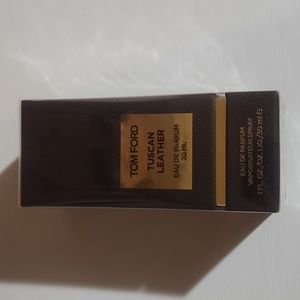 TOM FORD
TUSCAN
LEATHER
EAU DE PARFUM
30 ML
EAU DE PARFUM
VAPORISATEUR SPRAY
1 FL.OZ./OZ.LIQ./30 ml ℮